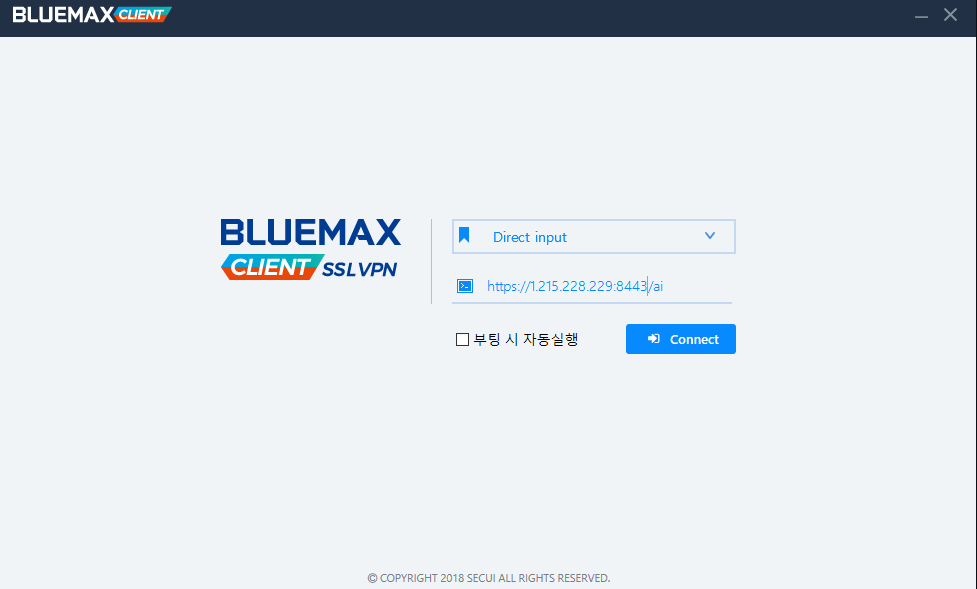 BLUEMAX CLIENT
BLUEMAX
CLIENT SSLVPN
Direct input
https://1.215.228.229:8443/ai
부팅 시 자동실행
Connect
© COPYRIGHT 2018 SECUI ALL RIGHTS RESERVED.